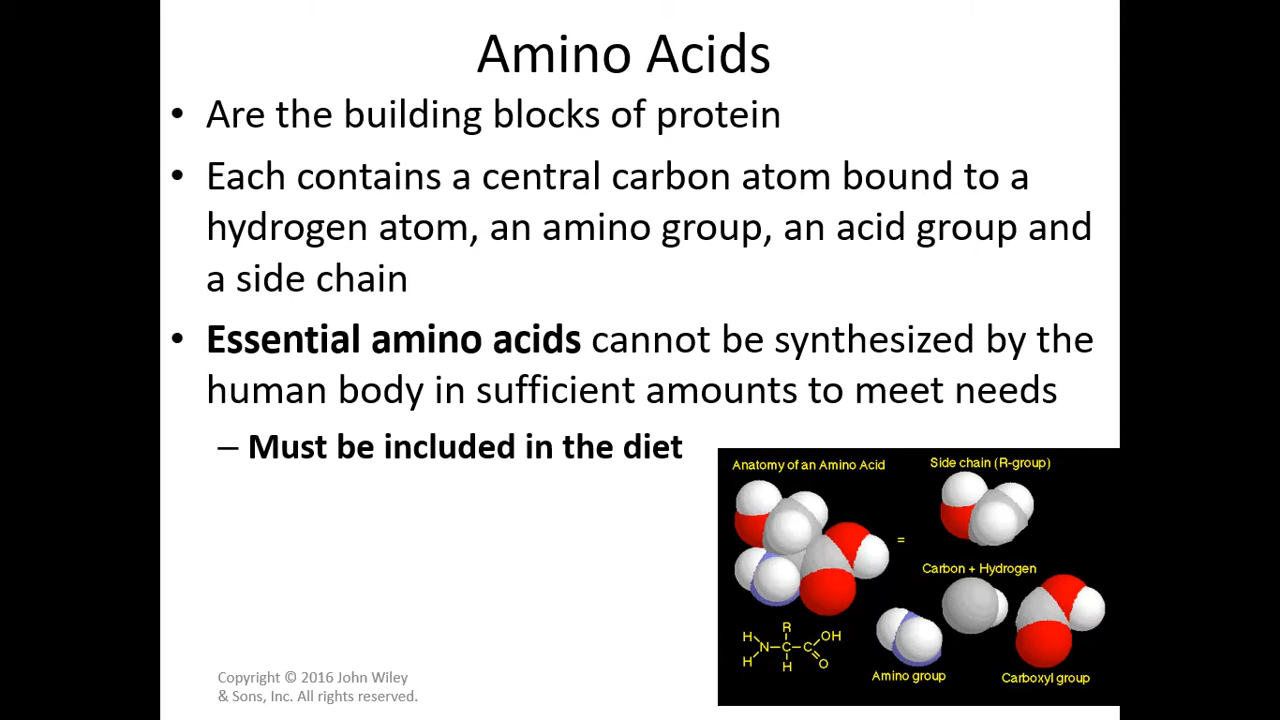 Amino Acids
• Are the building blocks of protein
• Each contains a central carbon atom bound to a
hydrogen atom, an amino group, an acid group and
a side chain
• Essential amino acids cannot be synthesized by the
human body in sufficient amounts to meet needs
– Must be included in the diet
Anatomy of an Amino Acid
=
Side chain (R-group)
Carbon + Hydrogen
Amino group
Carboxyl group
R
H OH
N–C–C
H H O
Copyright © 2016 John Wiley
& Sons, Inc. All rights reserved.